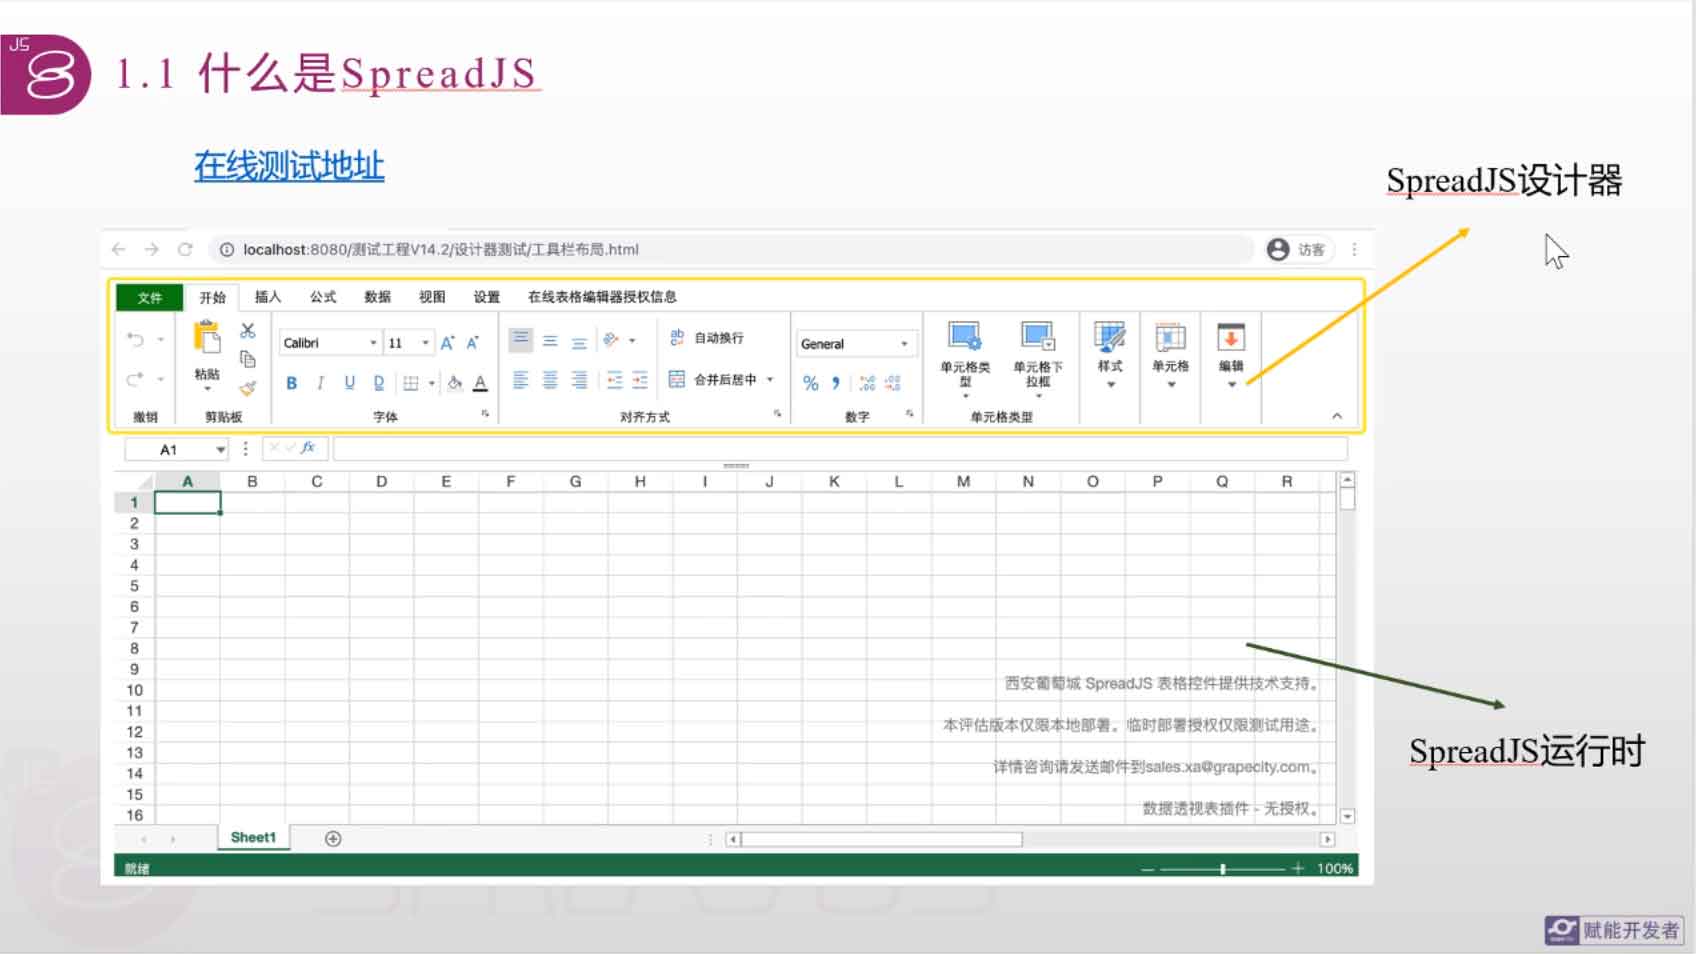 JS
1.1 什么是SpreadJS
在线测试地址
SpreadJS设计器
localhost:8080/测试工程V14.2/设计器测试/工具栏布局.html
访客
文件 开始 插入 公式 数据 视图 设置 在线表格编辑器授权信息
粘贴
Calibri 11
B I U D A
ab 自动换行
合并后居中
General
% , .00 .00
单元格类型
单元格下拉框
样式
单元格
编辑
撤销 剪贴板 字体 对齐方式 数字 单元格类型
A1 fx
A B C D E F G H I J K L M N O P Q R
1
2
3
4
5
6
7
8
9
10
11
12
13
14
15
16
西安葡萄城 SpreadJS 表格控件提供技术支持。
本评估版本仅限本地部署。临时部署授权仅限测试用途。
详情咨询请发送邮件到sales.xa@grapecity.com。
数据透视表插件 - 无授权。
SpreadJS运行时
Sheet1
就绪
100%
赋能开发者